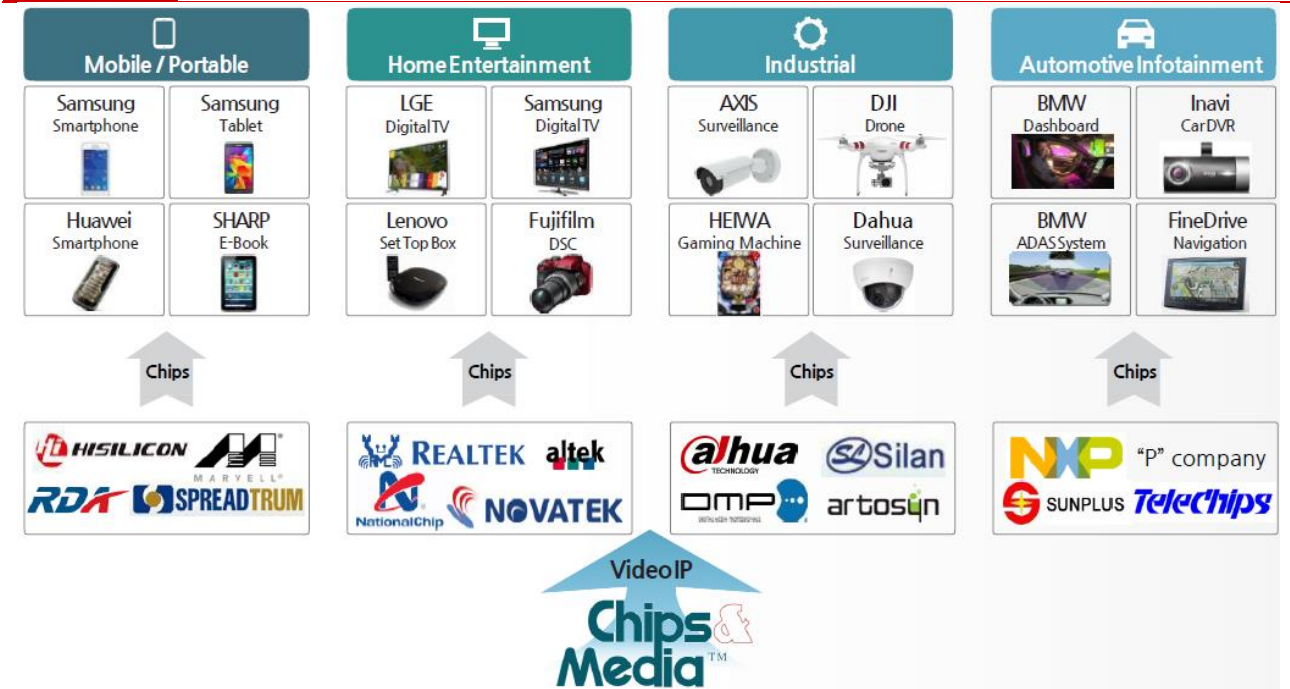 Mobile / Portable
Home Entertainment
Industrial
Automotive Infotainment
Samsung
Smartphone
Samsung
Tablet
LGE
Digital TV
Samsung
Digital TV
AXIS
Surveillance
DJI
Drone
BMW
Dashboard
Inavi
Car DVR
Huawei
Smartphone
SHARP
E-Book
Lenovo
Set Top Box
Fujifilm
DSC
HEIWA
Gaming Machine
Dahua
Surveillance
BMW
ADAS System
FineDrive
Navigation
Chips
Chips
Chips
Chips
HISILICON
MARVELL®
RDA
SPREADTRUM
REALTEK
altek
NationalChip
NOVATEK
alhua
TECHNOLOGY
Silan
DMP
artosyn
NXP
"P" company
SUNPLUS
Telechips
Video IP
Chips&
Media™